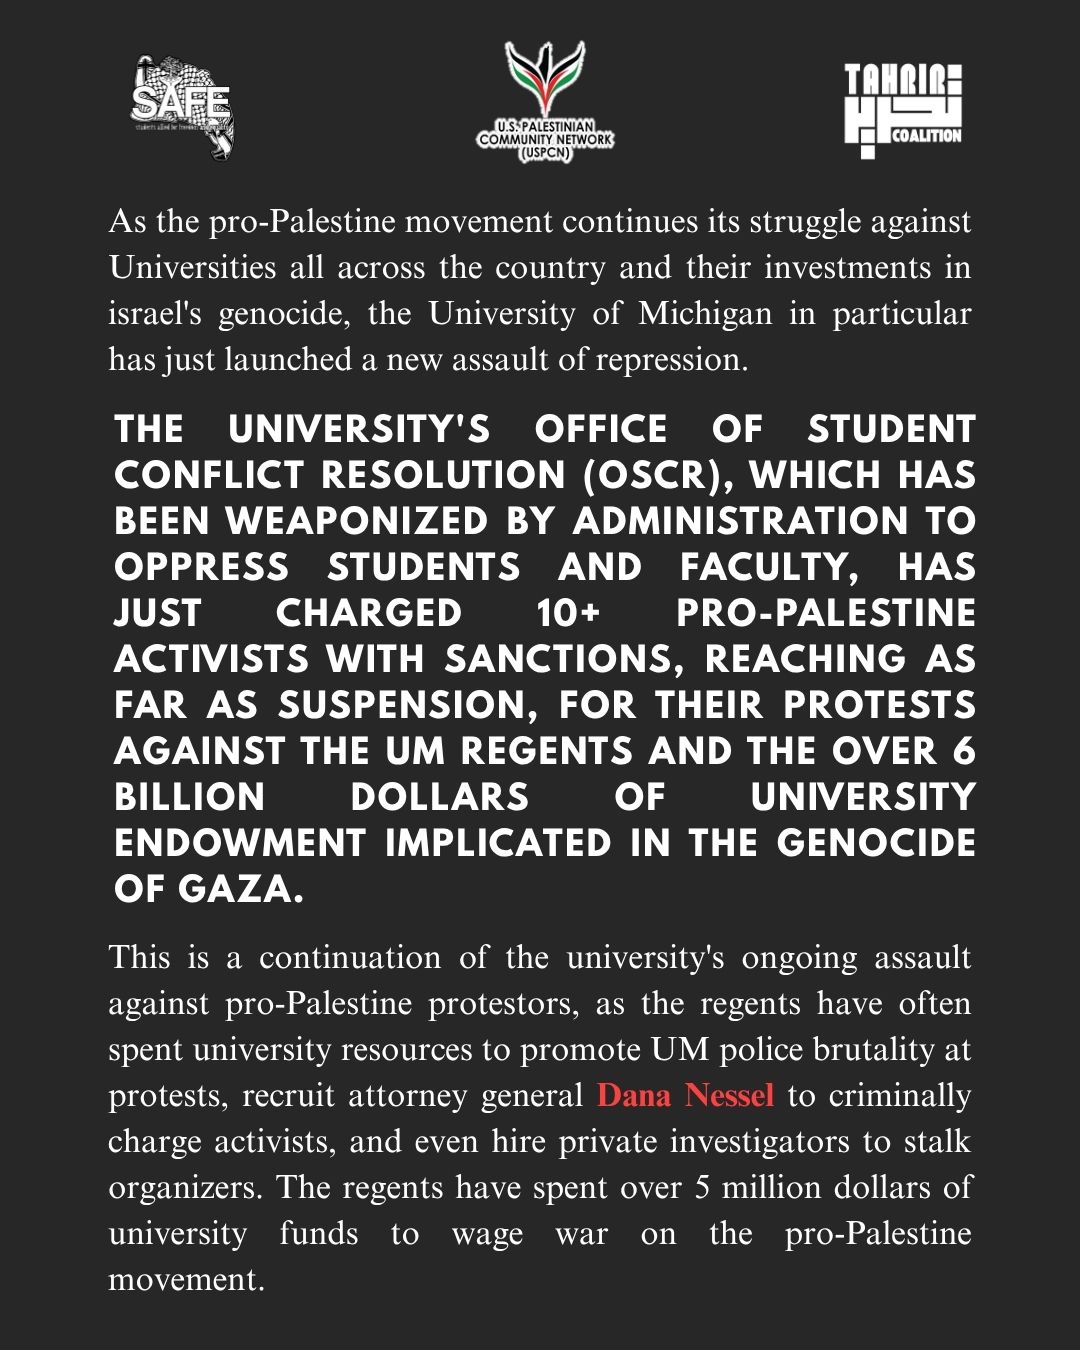 SAFE
students allied for freedom and equality
U.S. PALESTINIAN
COMMUNITY NETWORK
(USPCN)
TAHRIR
COALITION
As the pro-Palestine movement continues its struggle against
Universities all across the country and their investments in
israel's genocide, the University of Michigan in particular
has just launched a new assault of repression.
THE UNIVERSITY'S OFFICE OF STUDENT
CONFLICT RESOLUTION (OSCR), WHICH HAS
BEEN WEAPONIZED BY ADMINISTRATION TO
OPPRESS STUDENTS AND FACULTY, HAS
JUST CHARGED 10+ PRO-PALESTINE
ACTIVISTS WITH SANCTIONS, REACHING AS
FAR AS SUSPENSION, FOR THEIR PROTESTS
AGAINST THE UM REGENTS AND THE OVER 6
BILLION DOLLARS OF UNIVERSITY
ENDOWMENT IMPLICATED IN THE GENOCIDE
OF GAZA.
This is a continuation of the university's ongoing assault
against pro-Palestine protestors, as the regents have often
spent university resources to promote UM police brutality at
protests, recruit attorney general Dana Nessel to criminally
charge activists, and even hire private investigators to stalk
organizers. The regents have spent over 5 million dollars of
university funds to wage war on the pro-Palestine
movement.